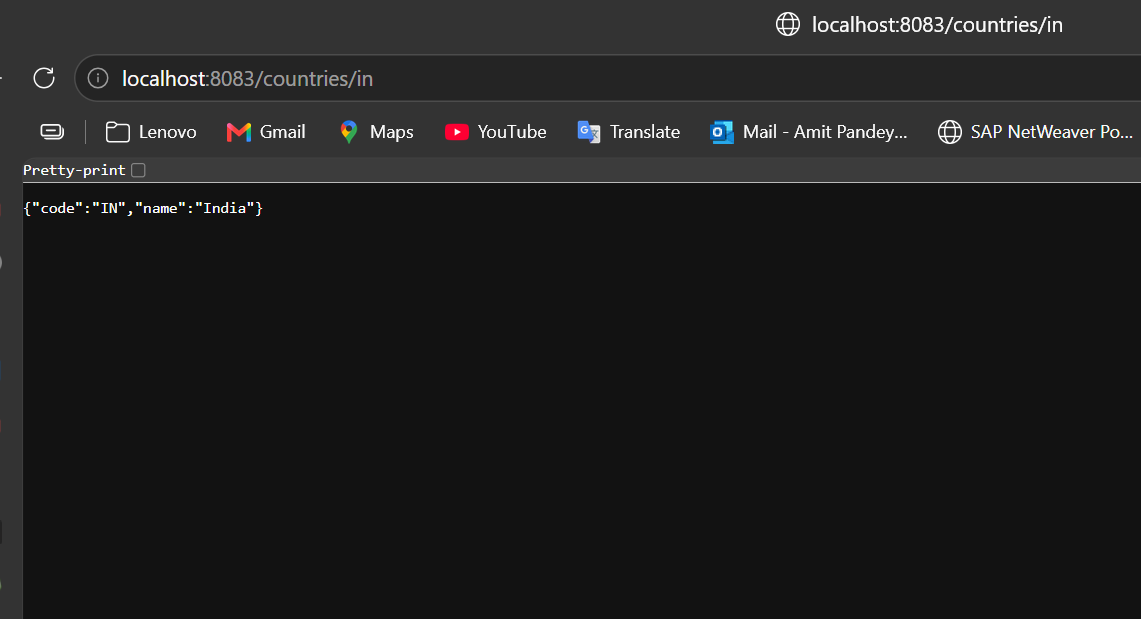 localhost:8083/countries/in
localhost:8083/countries/in
Lenovo Gmail Maps YouTube Translate Mail - Amit Pandey... SAP NetWeaver Po...
Pretty-print
{"code":"IN","name":"India"}